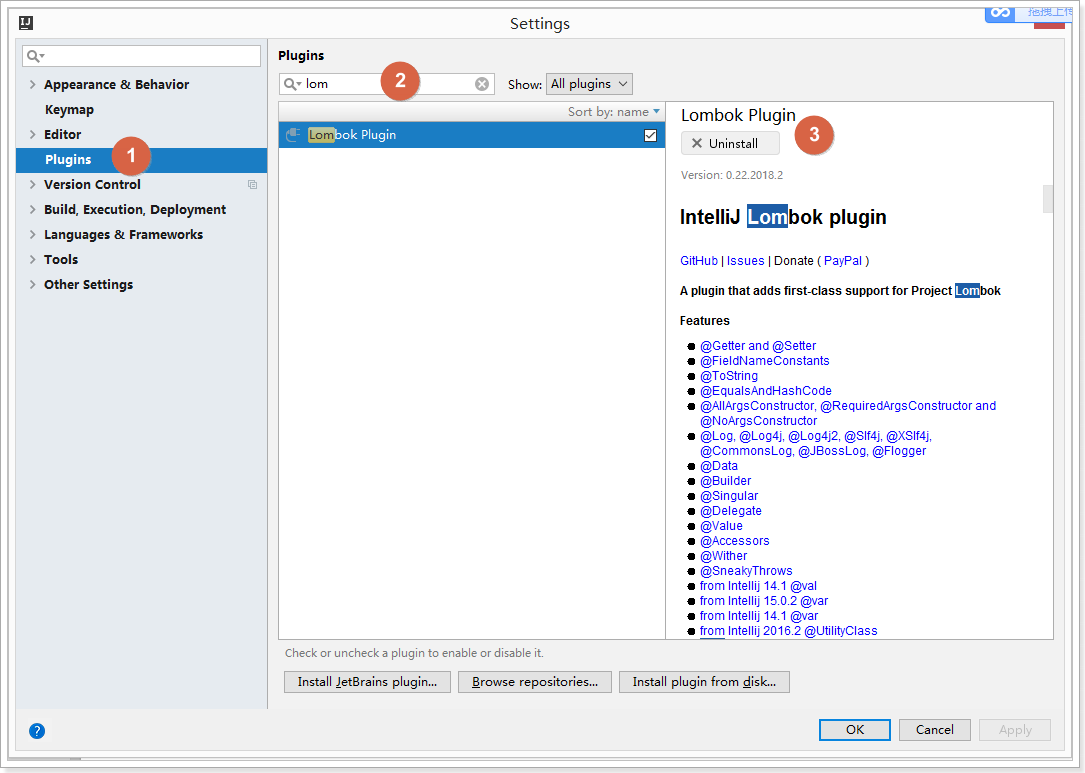 IJ
Settings
拖拽上传
Plugins
lom
2
Show:
All plugins
Appearance & Behavior
Keymap
Editor
Plugins
1
Version Control
Build, Execution, Deployment
Languages & Frameworks
Tools
Other Settings
Sort by: name
Lombok Plugin
Lombok Plugin
Uninstall
3
Version: 0.22.2018.2
IntelliJ Lombok plugin
GitHub | Issues | Donate ( PayPal )
A plugin that adds first-class support for Project Lombok
Features
@Getter and @Setter
@FieldNameConstants
@ToString
@EqualsAndHashCode
@AllArgsConstructor, @RequiredArgsConstructor and
@NoArgsConstructor
@Log, @Log4j, @Log4j2, @Slf4j, @XSlf4j,
@CommonsLog, @JBossLog, @Flogger
@Data
@Builder
@Singular
@Delegate
@Value
@Accessors
@Wither
@SneakyThrows
from Intellij 14.1 @val
from Intellij 15.0.2 @var
from Intellij 14.1 @var
from Intellij 2016.2 @UtilityClass
Check or uncheck a plugin to enable or disable it.
Install JetBrains plugin...
Browse repositories...
Install plugin from disk...
?
OK
Cancel
Apply